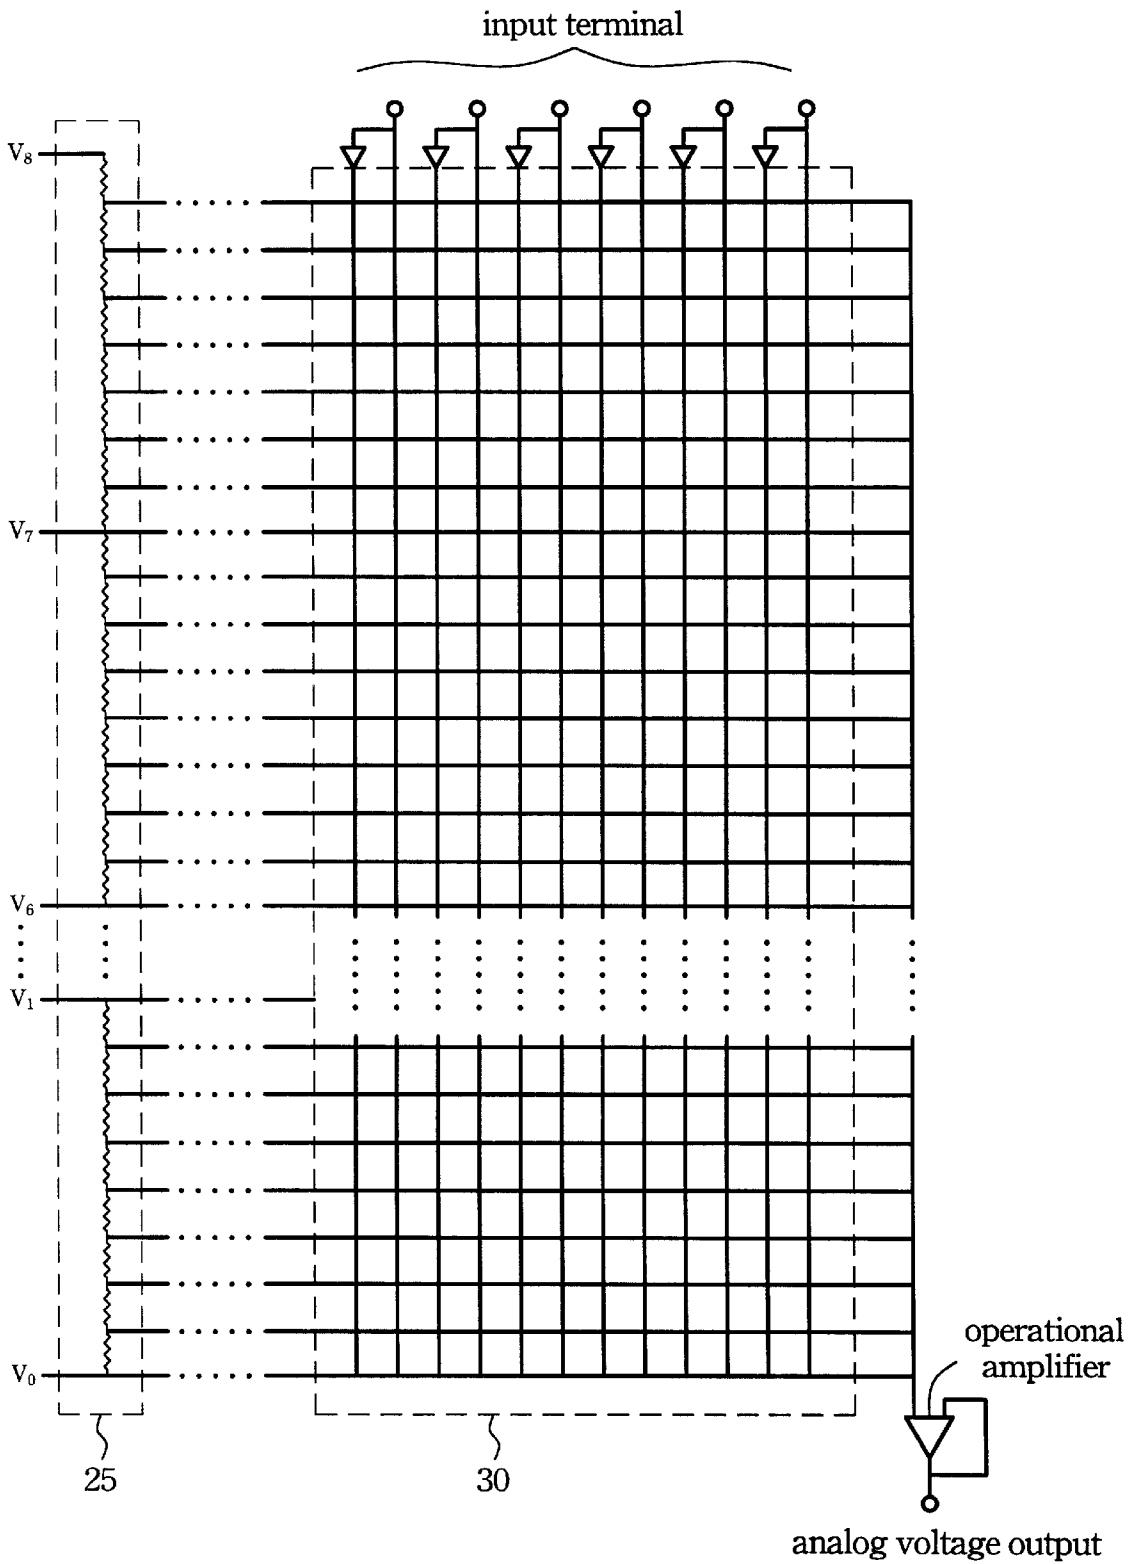 input terminal
V8
V7
V6
V1
V0
operational
amplifier
25
30
analog voltage output